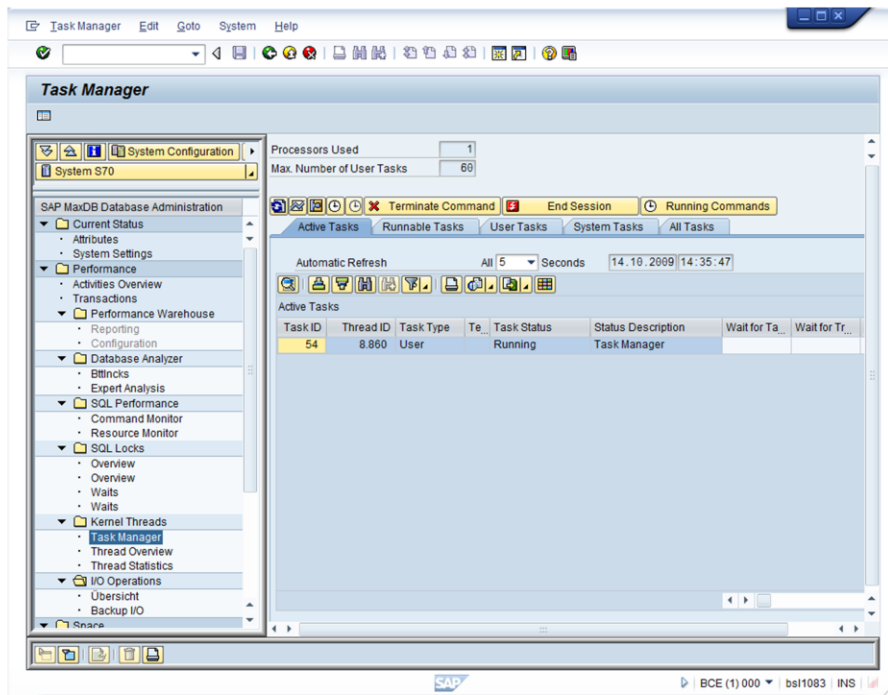 Task Manager Edit Goto System Help
Task Manager
System Configuration
System S70
SAP MaxDB Database Administration
Current Status
Attributes
System Settings
Performance
Activities Overview
Transactions
Performance Warehouse
Reporting
Configuration
Database Analyzer
Bttlncks
Expert Analysis
SQL Performance
Command Monitor
Resource Monitor
SQL Locks
Overview
Overview
Waits
Waits
Kernel Threads
Task Manager
Thread Overview
Thread Statistics
I/O Operations
Übersicht
Backup I/O
Space
Processors Used 1
Max. Number of User Tasks 60
Terminate Command End Session Running Commands
Active Tasks Runnable Tasks User Tasks System Tasks All Tasks
Automatic Refresh All 5 Seconds 14.10.2009 14:35:47
Active Tasks
Task ID Thread ID Task Type Te... Task Status Status Description Wait for Ta... Wait for Tr...
54 8.860 User Running Task Manager
SAP BCE (1) 000 bsl1083 INS